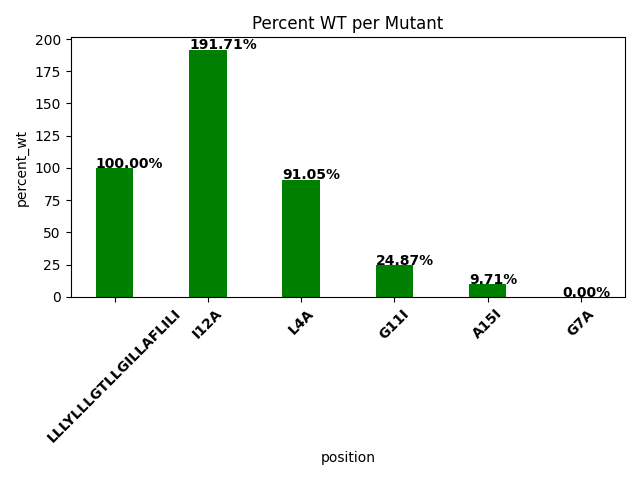 Percent WT per Mutant
200
175
150
125
100
75
50
25
0
percent_wt
100.00%
191.71%
91.05%
24.87%
9.71%
0.00%
LLLYLLLGTLLGILLAFLILI
I12A
L4A
G11I
A15I
G7A
position